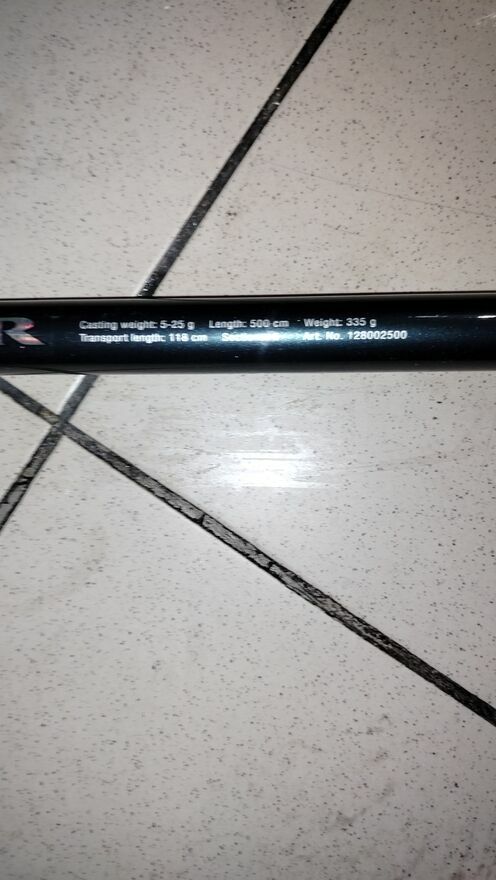 R
Casting weight: 5-25 g Length: 500 cm Weight: 335 g
Transport length: 118 cm Art. No. 128002500